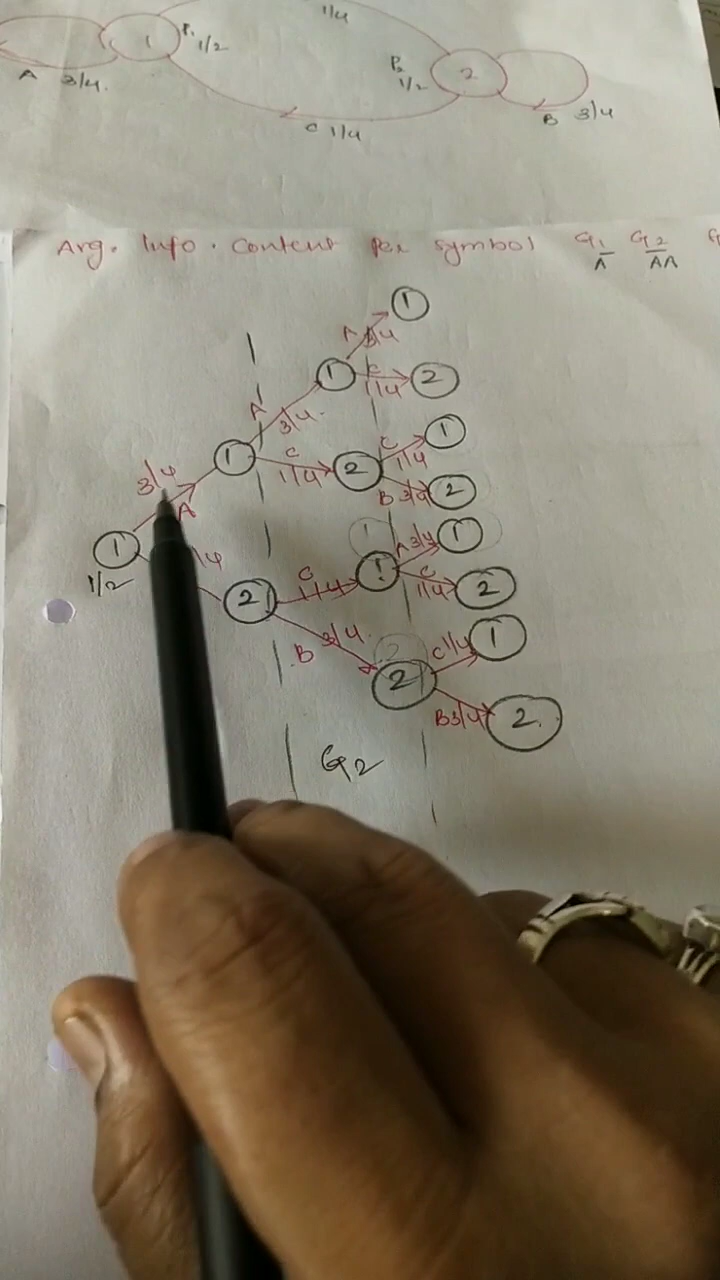 1/4
1 P1 1/2
A 3/4.
P2 1/2 2
C 1/4
B 3/4
Avg. Info. Content Per symbol G1 G2 G
A AA
1
A 3/4
1 C 1/4 2
A 3/4.
1 C 1/4 2 C 1/4 1
B 3/4 2
3/4 A
1 1/2
1/4
2 C 1/4 1 A 3/4 1
C 1/4 2
B 3/4. 2 C 1/4 1
B 3/4 2.
G2